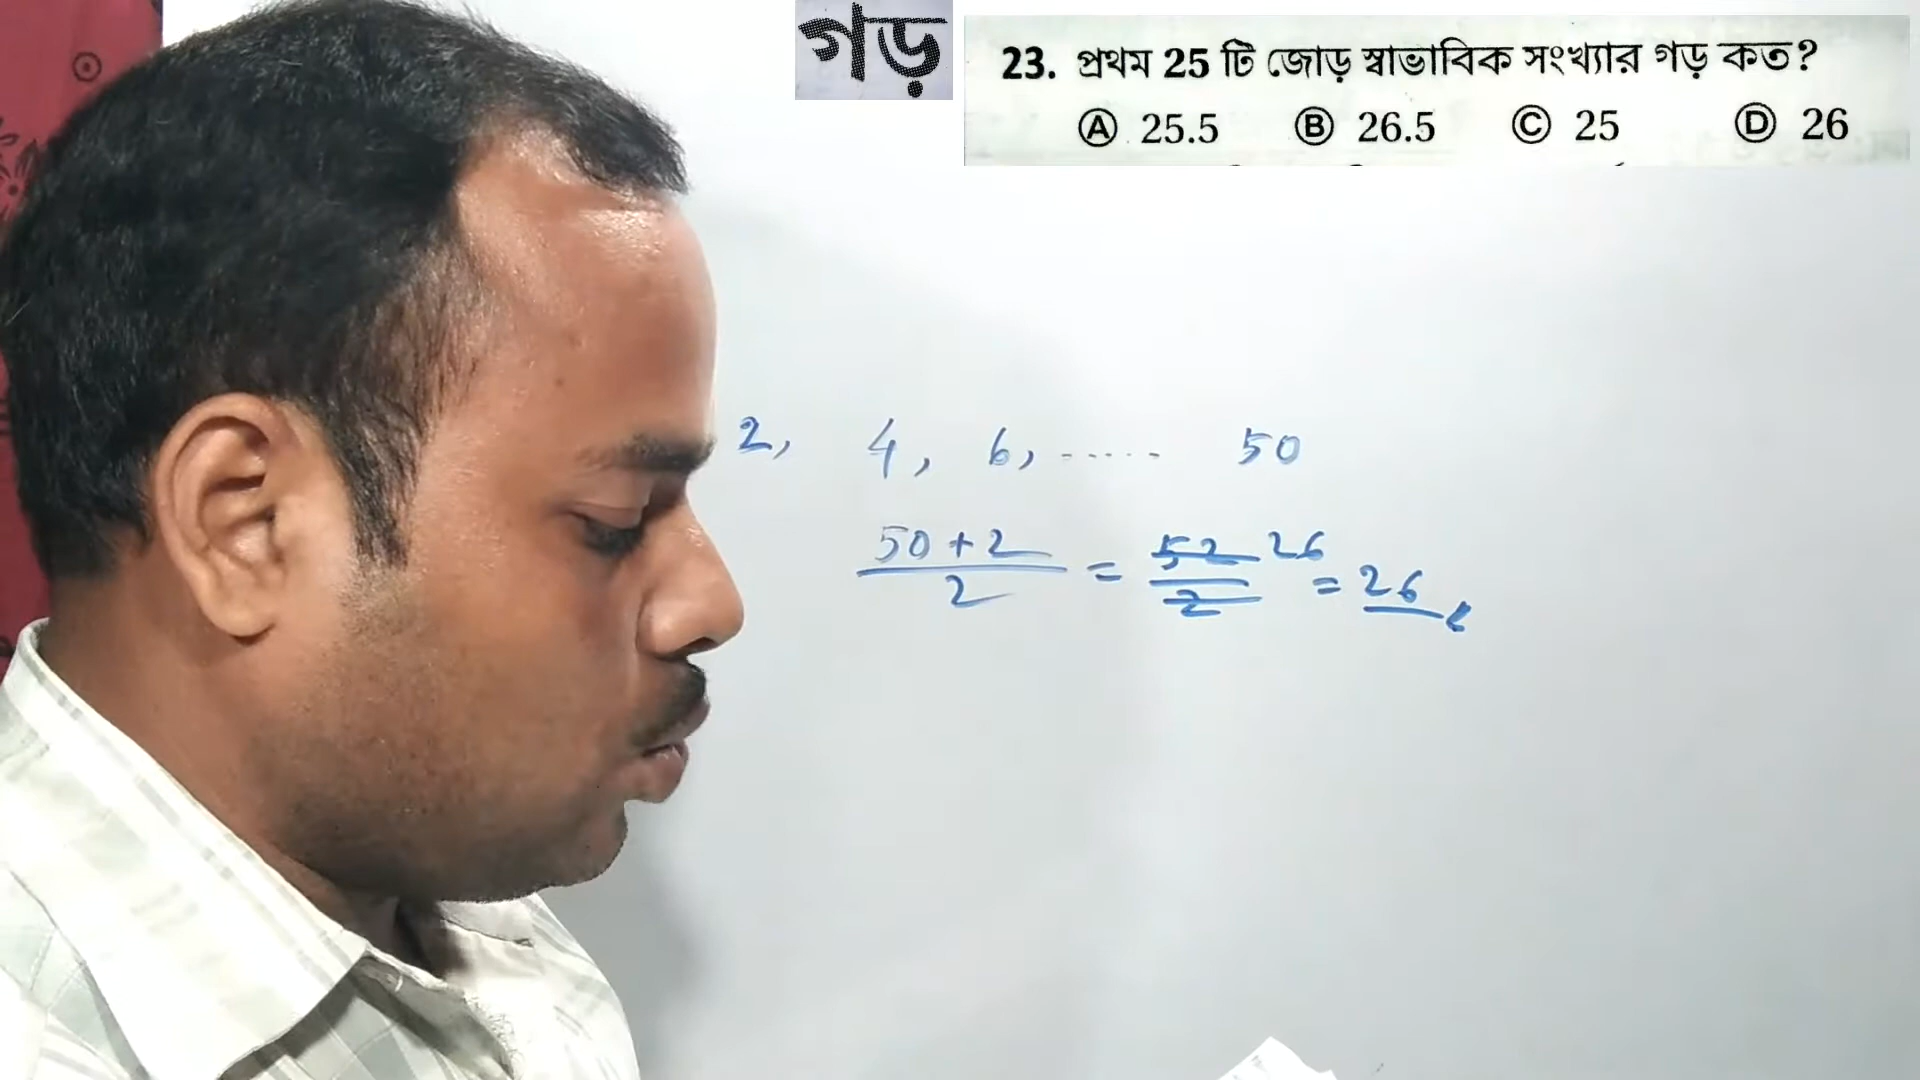 গড়
23. প্রথম 25 টি জোড় স্বাভাবিক সংখ্যার গড় কত?
Ⓐ 25.5 Ⓑ 26.5 Ⓒ 25 Ⓓ 26
2, 4, 6, ..... 50
50+2/2 = 52/2 26 = 26